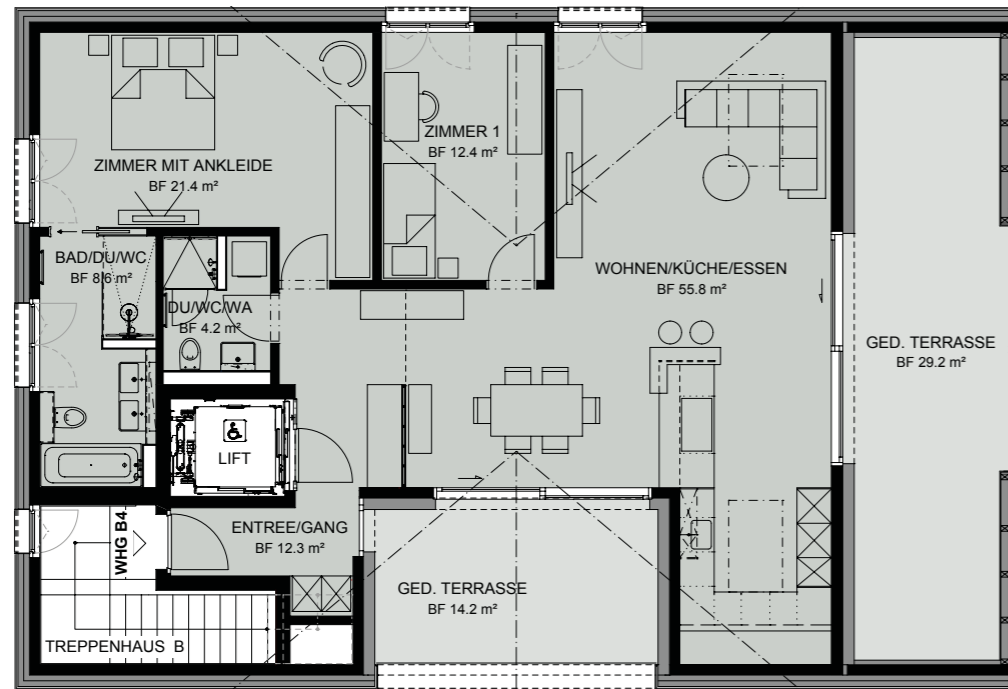 ZIMMER MIT ANKLEIDE
BF 21.4 m²
ZIMMER 1
BF 12.4 m²
BAD/DU/WC
BF 8.6 m²
DU/WC/WA
BF 4.2 m²
WOHNEN/KÜCHE/ESSEN
BF 55.8 m²
GED. TERRASSE
BF 29.2 m²
LIFT
ENTREE/GANG
BF 12.3 m²
WHG B4
GED. TERRASSE
BF 14.2 m²
TREPPENHAUS B